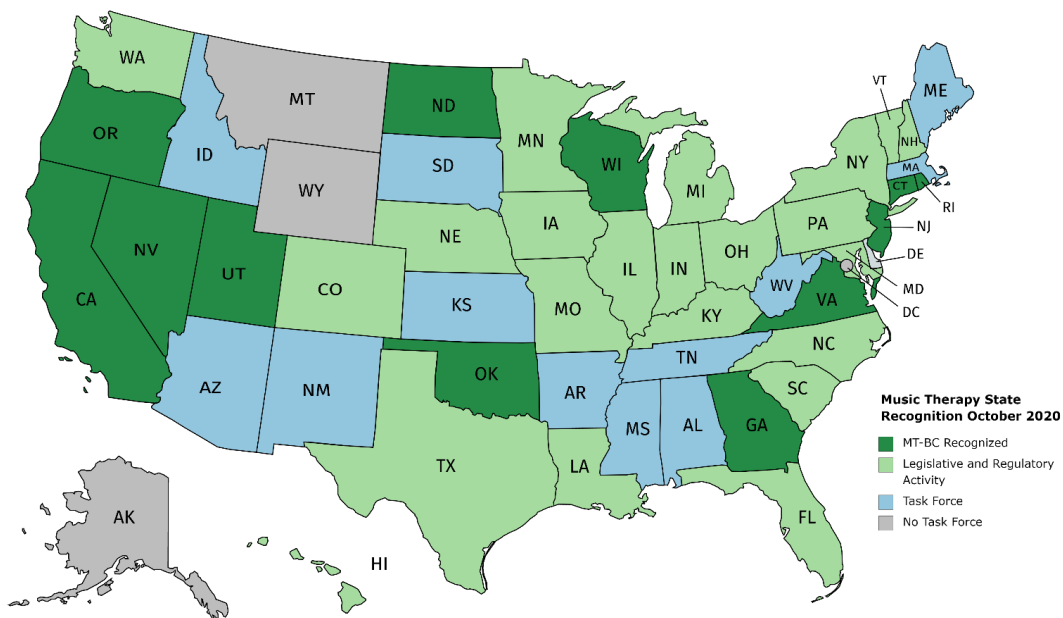 WA
MT
ND
MN
VT
ME
OR
ID
SD
WI
NH
NY
MA
MI
CT
RI
WY
IA
PA
NJ
NE
OH
NV
IL
IN
DE
UT
CO
WV
MD
CA
KS
MO
VA
DC
KY
NC
TN
AZ
NM
OK
AR
SC
MS
AL
GA
TX
LA
FL
AK
HI
Music Therapy State
Recognition October 2020
MT-BC Recognized
Legislative and Regulatory
Activity
Task Force
No Task Force